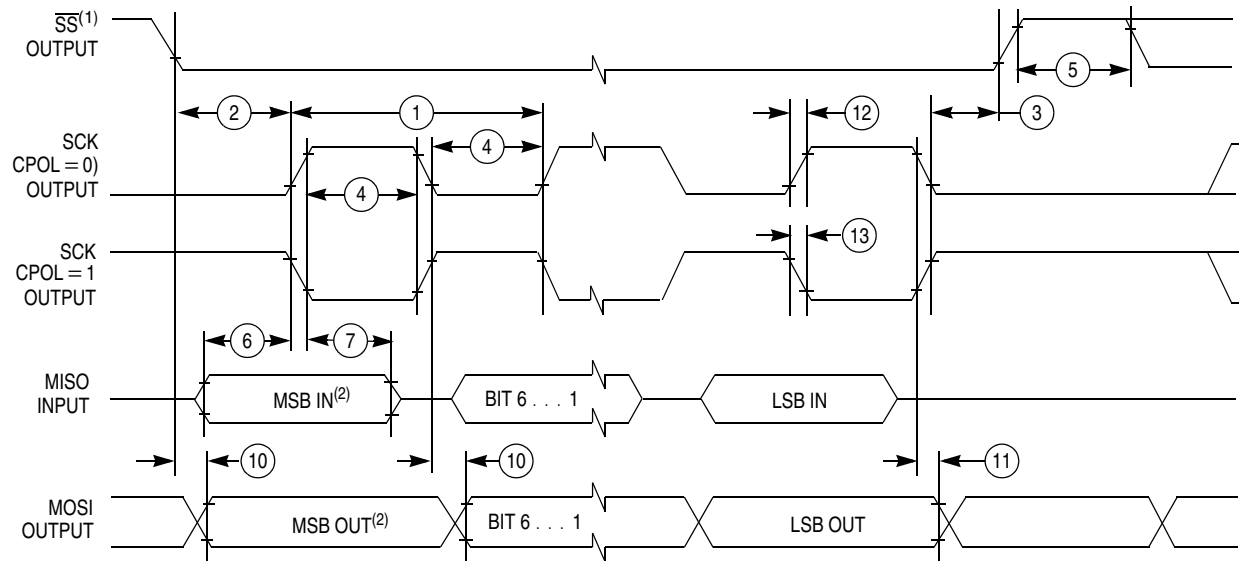 SS(1)
OUTPUT
5
2
1
12
3
SCK
CPOL = 0)
OUTPUT
4
4
SCK
CPOL = 1
OUTPUT
13
6
7
MISO
INPUT
MSB IN(2)
BIT 6 . . . 1
LSB IN
10
10
11
MOSI
OUTPUT
MSB OUT(2)
BIT 6 . . . 1
LSB OUT